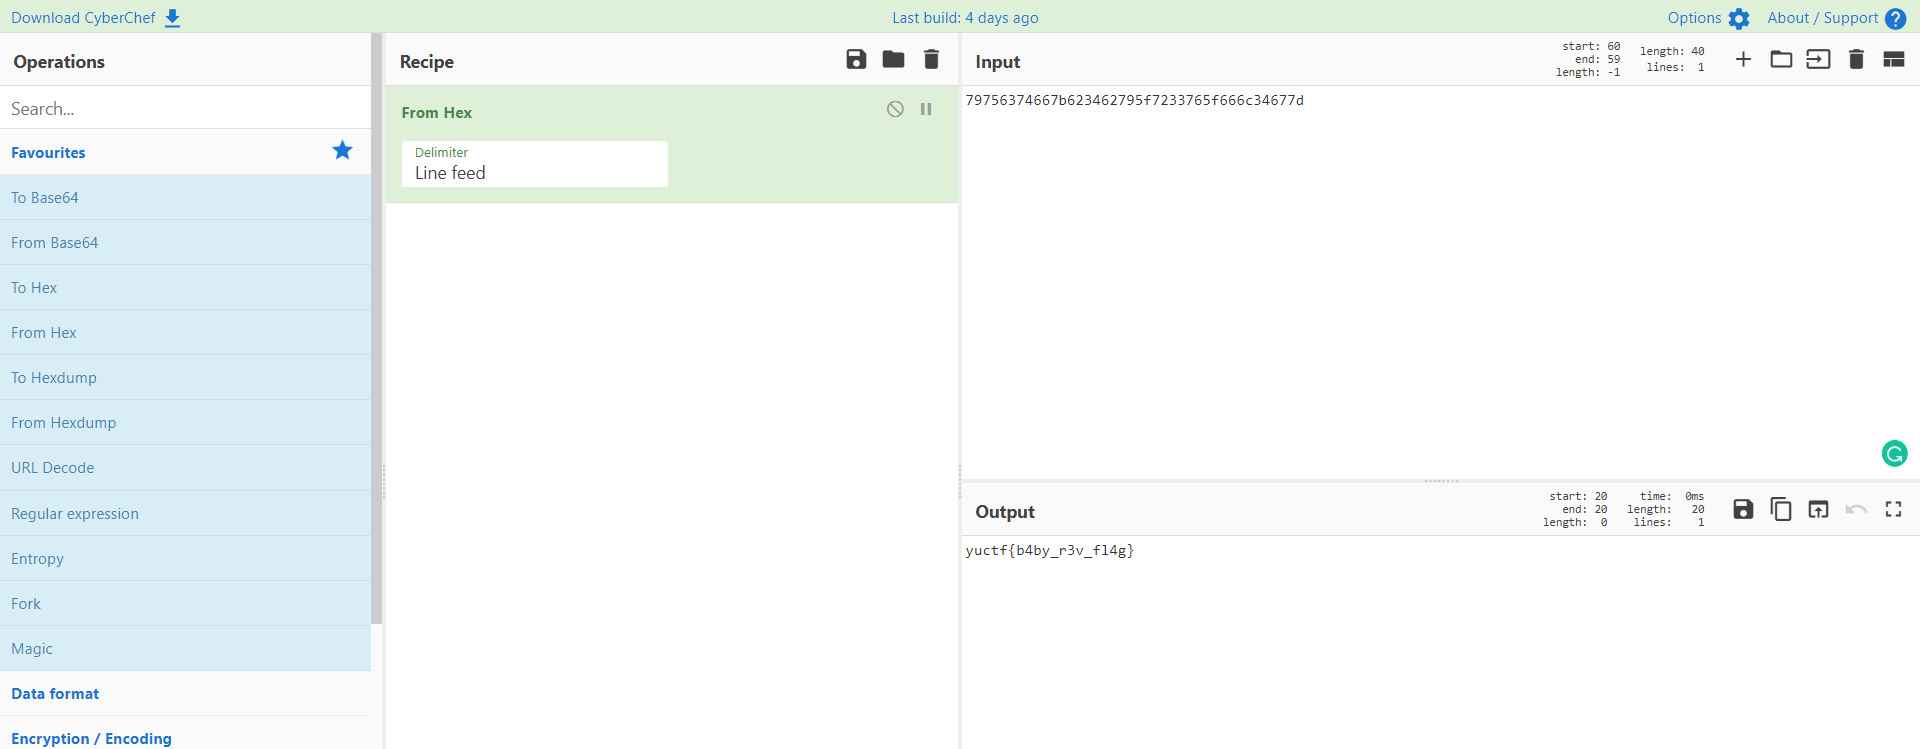 Download CyberChef
Last build: 4 days ago
Options
About / Support
Operations
Search...
Favourites
To Base64
From Base64
To Hex
From Hex
To Hexdump
From Hexdump
URL Decode
Regular expression
Entropy
Fork
Magic
Data format
Encryption / Encoding
Recipe
From Hex
Delimiter
Line feed
Input
start: 60
end: 59
length: -1
length: 40
lines: 1
79756374667b623462795f7233765f666c34677d
Output
start: 20
end: 20
length: 0
time: 0ms
length: 20
lines: 1
yuctf{b4by_r3v_fl4g}